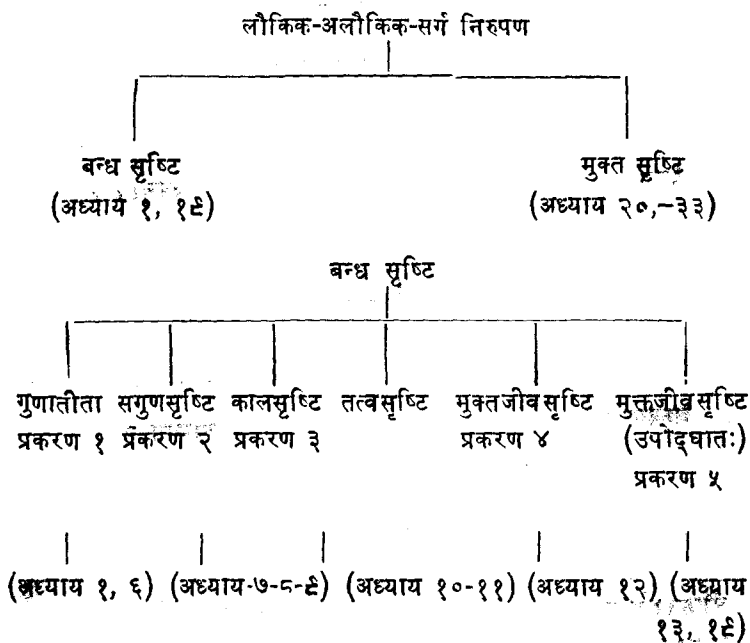 लौकिक-अलौकिक-सर्ग निरुपण
बन्ध सृष्टि मुक्त सृष्टि
(अध्याय १, १९) (अध्याय २०,-३३)
बन्ध सृष्टि
गुणातीता सगुणसृष्टि कालसृष्टि तत्वसृष्टि मुक्तजीवसृष्टि मुक्तजीवसृष्टि
प्रकरण १ प्रकरण २ प्रकरण ३ प्रकरण ४ (उपोद्घातः)
प्रकरण ५
(अध्याय १, ६) (अध्याय-७-८-९) (अध्याय १०-११) (अध्याय १२) (अध्याय
१३, १९)